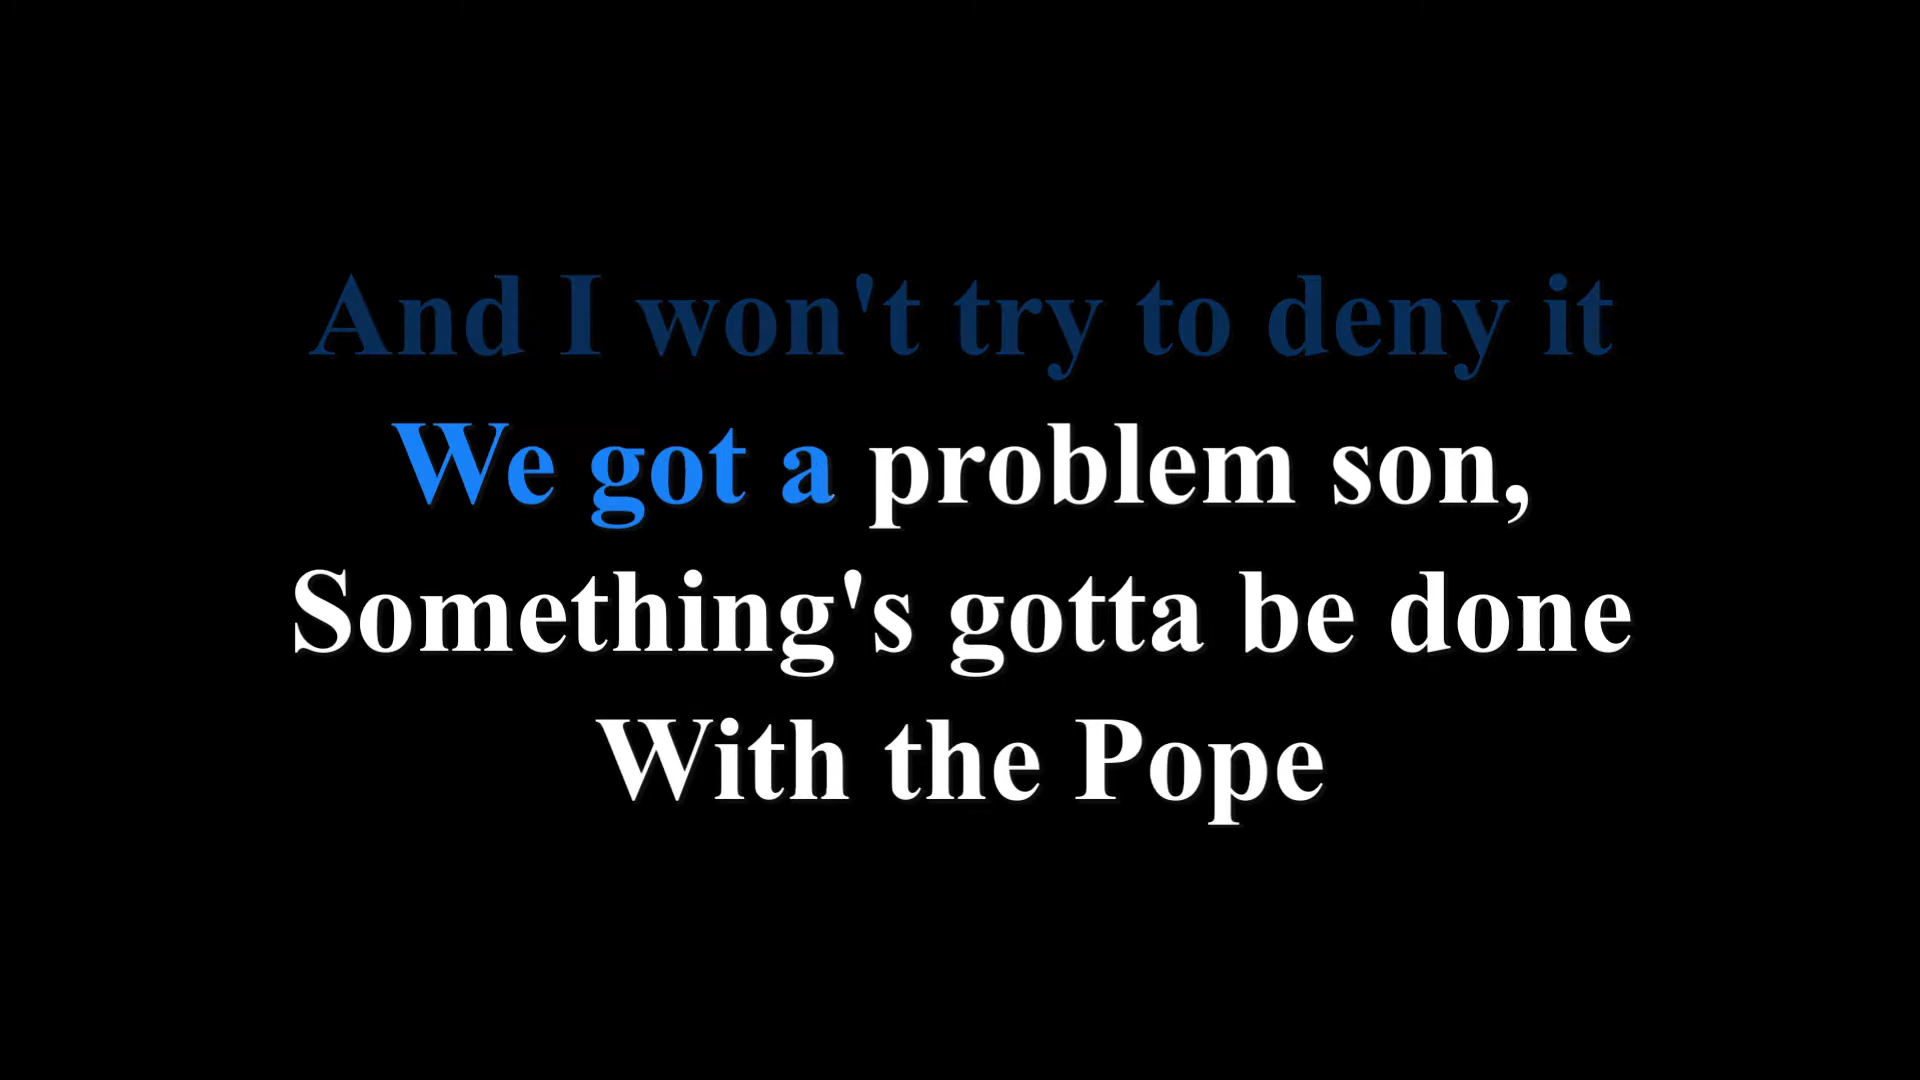 And I won't try to deny it
We got a problem son,
Something's gotta be done
With the Pope